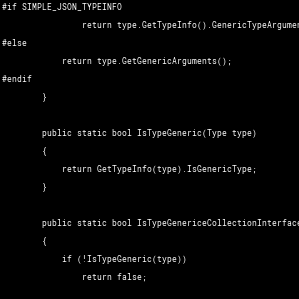 #if SIMPLE_JSON_TYPEINFO
return type.GetTypeInfo().GenericTypeArgumen
#else
return type.GetGenericArguments();
#endif
}
public static bool IsTypeGeneric(Type type)
{
return GetTypeInfo(type).IsGenericType;
}
public static bool IsTypeGenericeCollectionInterface
{
if (!IsTypeGeneric(type))
return false;